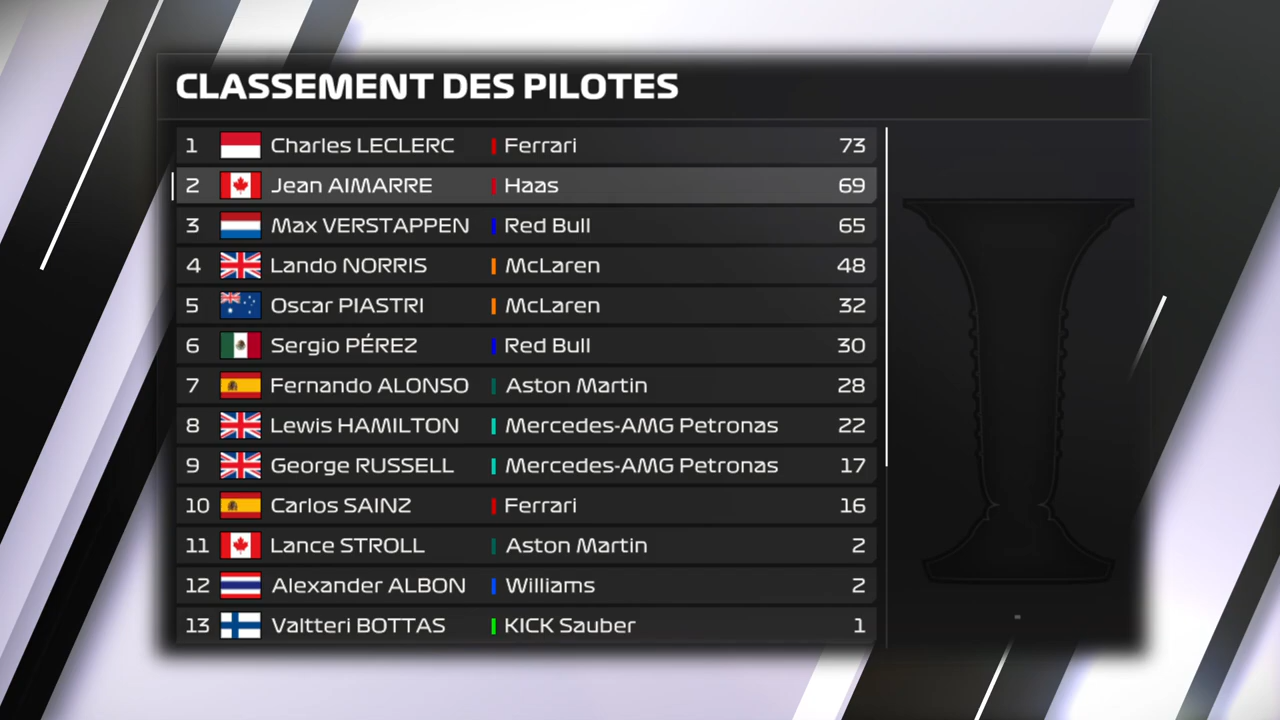 CLASSEMENT DES PILOTES
1 Charles LECLERC Ferrari 73
2 Jean AIMARRE Haas 69
3 Max VERSTAPPEN Red Bull 65
4 Lando NORRIS McLaren 48
5 Oscar PIASTRI McLaren 32
6 Sergio PÉREZ Red Bull 30
7 Fernando ALONSO Aston Martin 28
8 Lewis HAMILTON Mercedes-AMG Petronas 22
9 George RUSSELL Mercedes-AMG Petronas 17
10 Carlos SAINZ Ferrari 16
11 Lance STROLL Aston Martin 2
12 Alexander ALBON Williams 2
13 Valtteri BOTTAS KICK Sauber 1